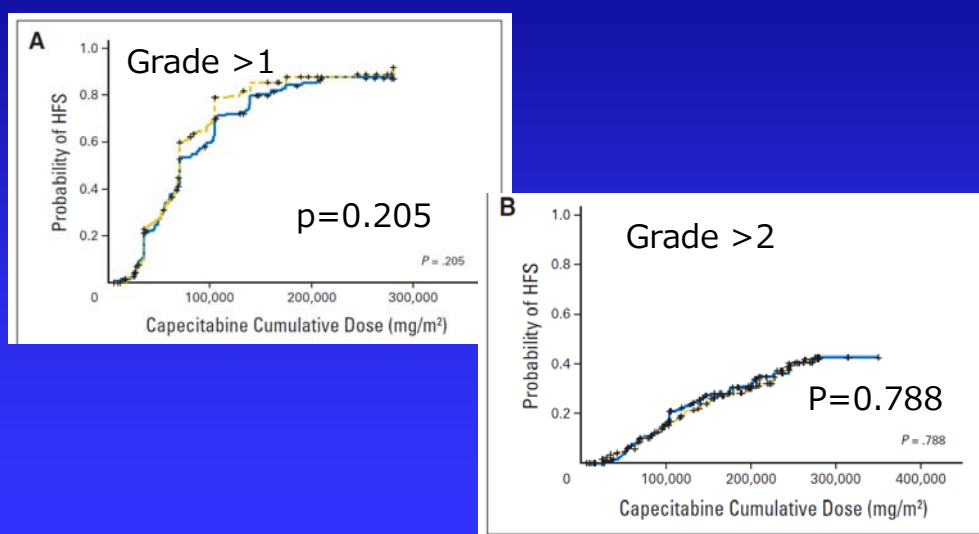 A
Grade >1
Probability of HFS
1.0
0.8
0.6
0.4
0.2
0
p=0.205
P = .205
100,000
200,000
300,000
Capecitabine Cumulative Dose (mg/m²)
B
Grade >2
Probability of HFS
1.0
0.8
0.6
0.4
0.2
0
P=0.788
P = .788
100,000
200,000
300,000
400,000
Capecitabine Cumulative Dose (mg/m²)